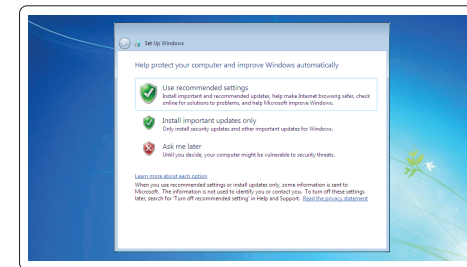 Set Up Windows
Help protect your computer and improve Windows automatically
Use recommended settings
Install important and recommended updates, help make Internet browsing safer, check
online for solutions to problems, and help Microsoft improve Windows.
Install important updates only
Only install security updates and other important updates for Windows.
Ask me later
Until you decide, your computer might be vulnerable to security threats.
Learn more about each option
When you use recommended settings or install updates only, some information is sent to
Microsoft. The information is not used to identify you or contact you. To turn off these settings
later, search for 'Turn off recommended setting' in Help and Support. Read the privacy statement